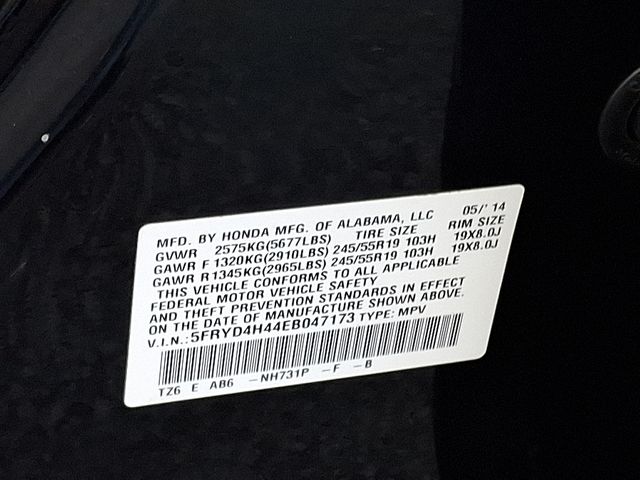 MFD. BY HONDA MFG. OF ALABAMA, LLC 05/' 14
GVWR 2575KG(5677LBS) TIRE SIZE RIM SIZE
GAWR F 1320KG(2910LBS) 245/55R19 103H 19X8.0J
GAWR R1345KG(2965LBS) 245/55R19 103H 19X8.0J
THIS VEHICLE CONFORMS TO ALL APPLICABLE
FEDERAL MOTOR VEHICLE SAFETY
AND THEFT PREVENTION STANDARDS IN EFFECT
ON THE DATE OF MANUFACTURE SHOWN ABOVE.
V.I.N.:5FRYD4H44EB047173 TYPE: MPV
TZ6 E AB6 -NH731P -F -B